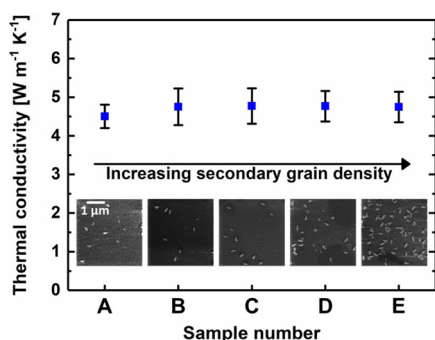 Thermal conductivity [W m⁻¹ K⁻¹]
7
6
5
4
3
2
1
0
Increasing secondary grain density
1 µm
A B C D E
Sample number